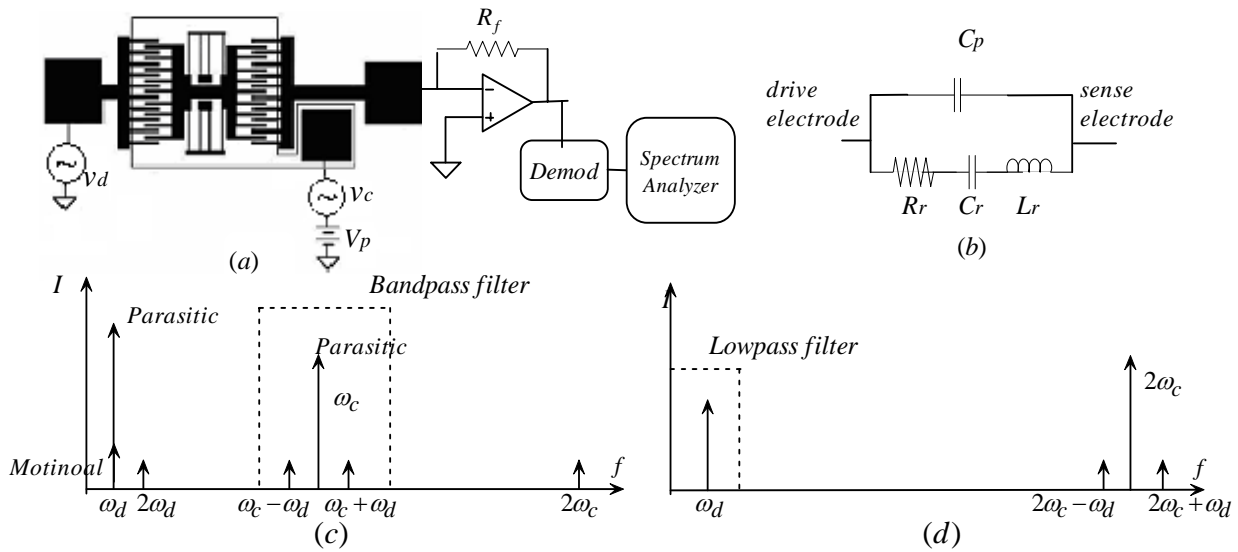 R_f
−
+
v_d
v_c
V_p
Demod
Spectrum
Analyzer
(a)
C_p
drive
electrode
sense
electrode
R_r C_r L_r
(b)
I
Parasitic
Bandpass filter
Parasitic
ω_c
Motinoal
f
ω_d 2ω_d ω_c − ω_d ω_c + ω_d 2ω_c
(c)
I
Lowpass filter
2ω_c
f
ω_d 2ω_c − ω_d 2ω_c + ω_d
(d)